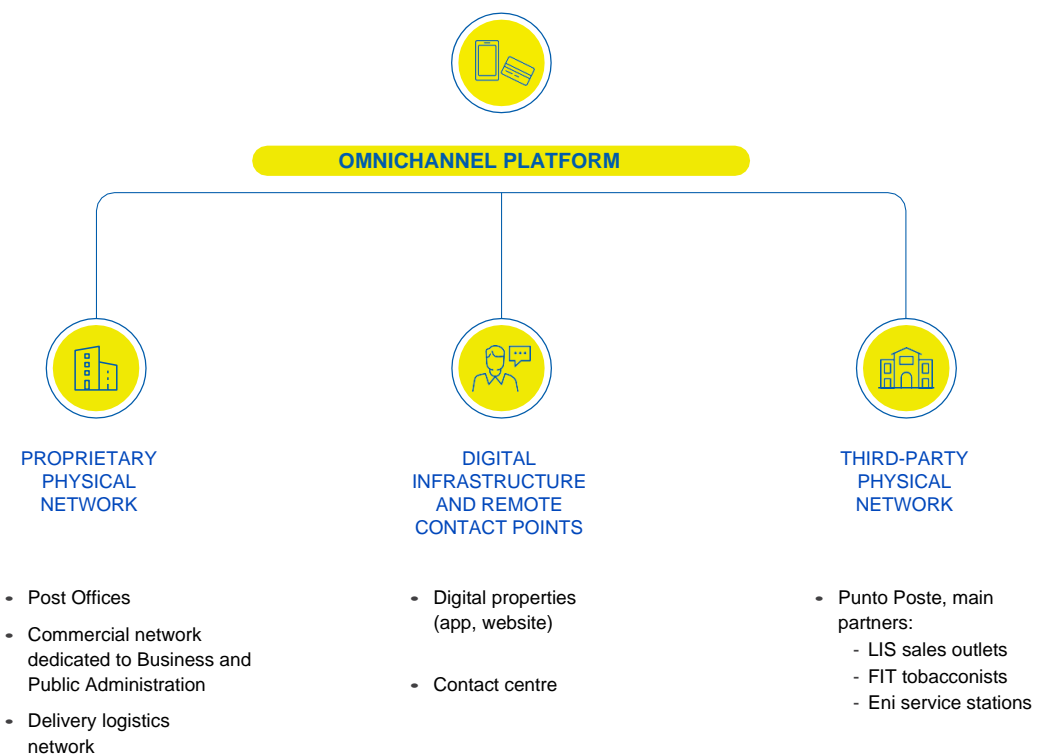 OMNICHANNEL PLATFORM
PROPRIETARY
PHYSICAL
NETWORK
• Post Offices
• Commercial network
dedicated to Business and
Public Administration
• Delivery logistics
network
DIGITAL
INFRASTRUCTURE
AND REMOTE
CONTACT POINTS
• Digital properties
(app, website)
• Contact centre
THIRD-PARTY
PHYSICAL
NETWORK
• Punto Poste, main
partners:
- LIS sales outlets
- FIT tobacconists
- Eni service stations